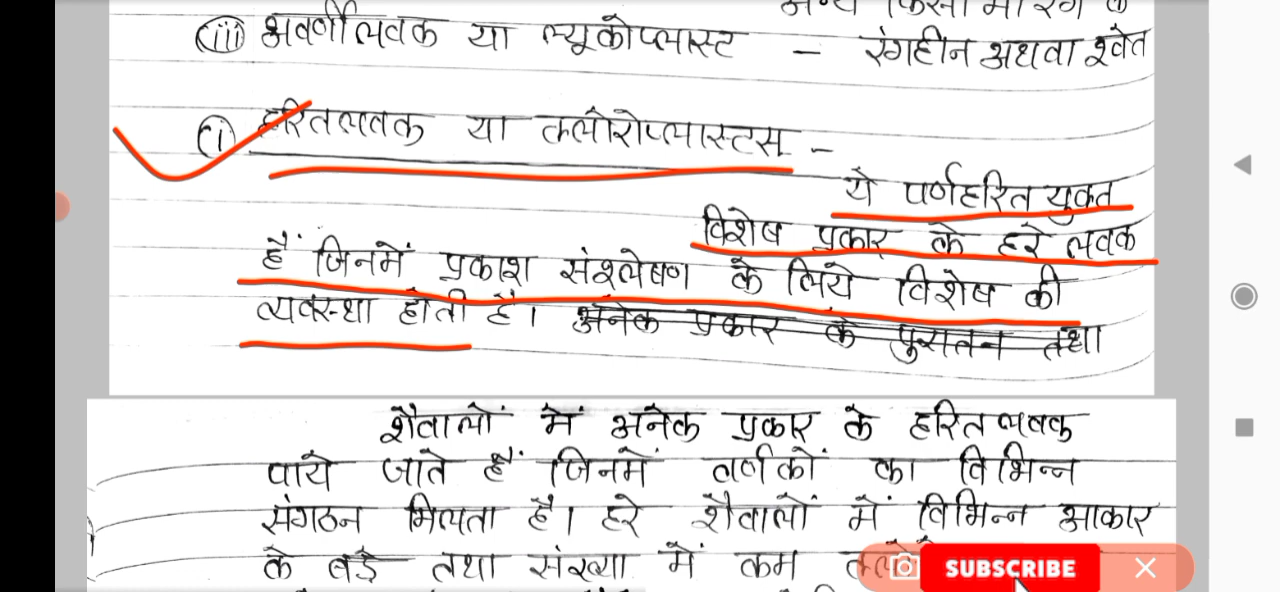 (iii) अवर्णीलवक या ल्यूकोप्लास्ट – रंगहीन अथवा श्वेत
(i) हरितलवक या क्लोरोप्लास्टस –
ये पर्णहरित युक्त
विशेष प्रकार के हरे लवक
हैं जिनमें प्रकाश संश्लेषण के लिये विशेष की
व्यवस्था होती है। अनेक प्रकार के पुरातन तथा
शैवालों में अनेक प्रकार के हरितलवक
पाये जाते हैं जिनमें वर्णकों का विभिन्न
संगठन मिलता है। हरे शैवालों में विभिन्न आकार
के बड़े तथा संख्या में कम
SUBSCRIBE